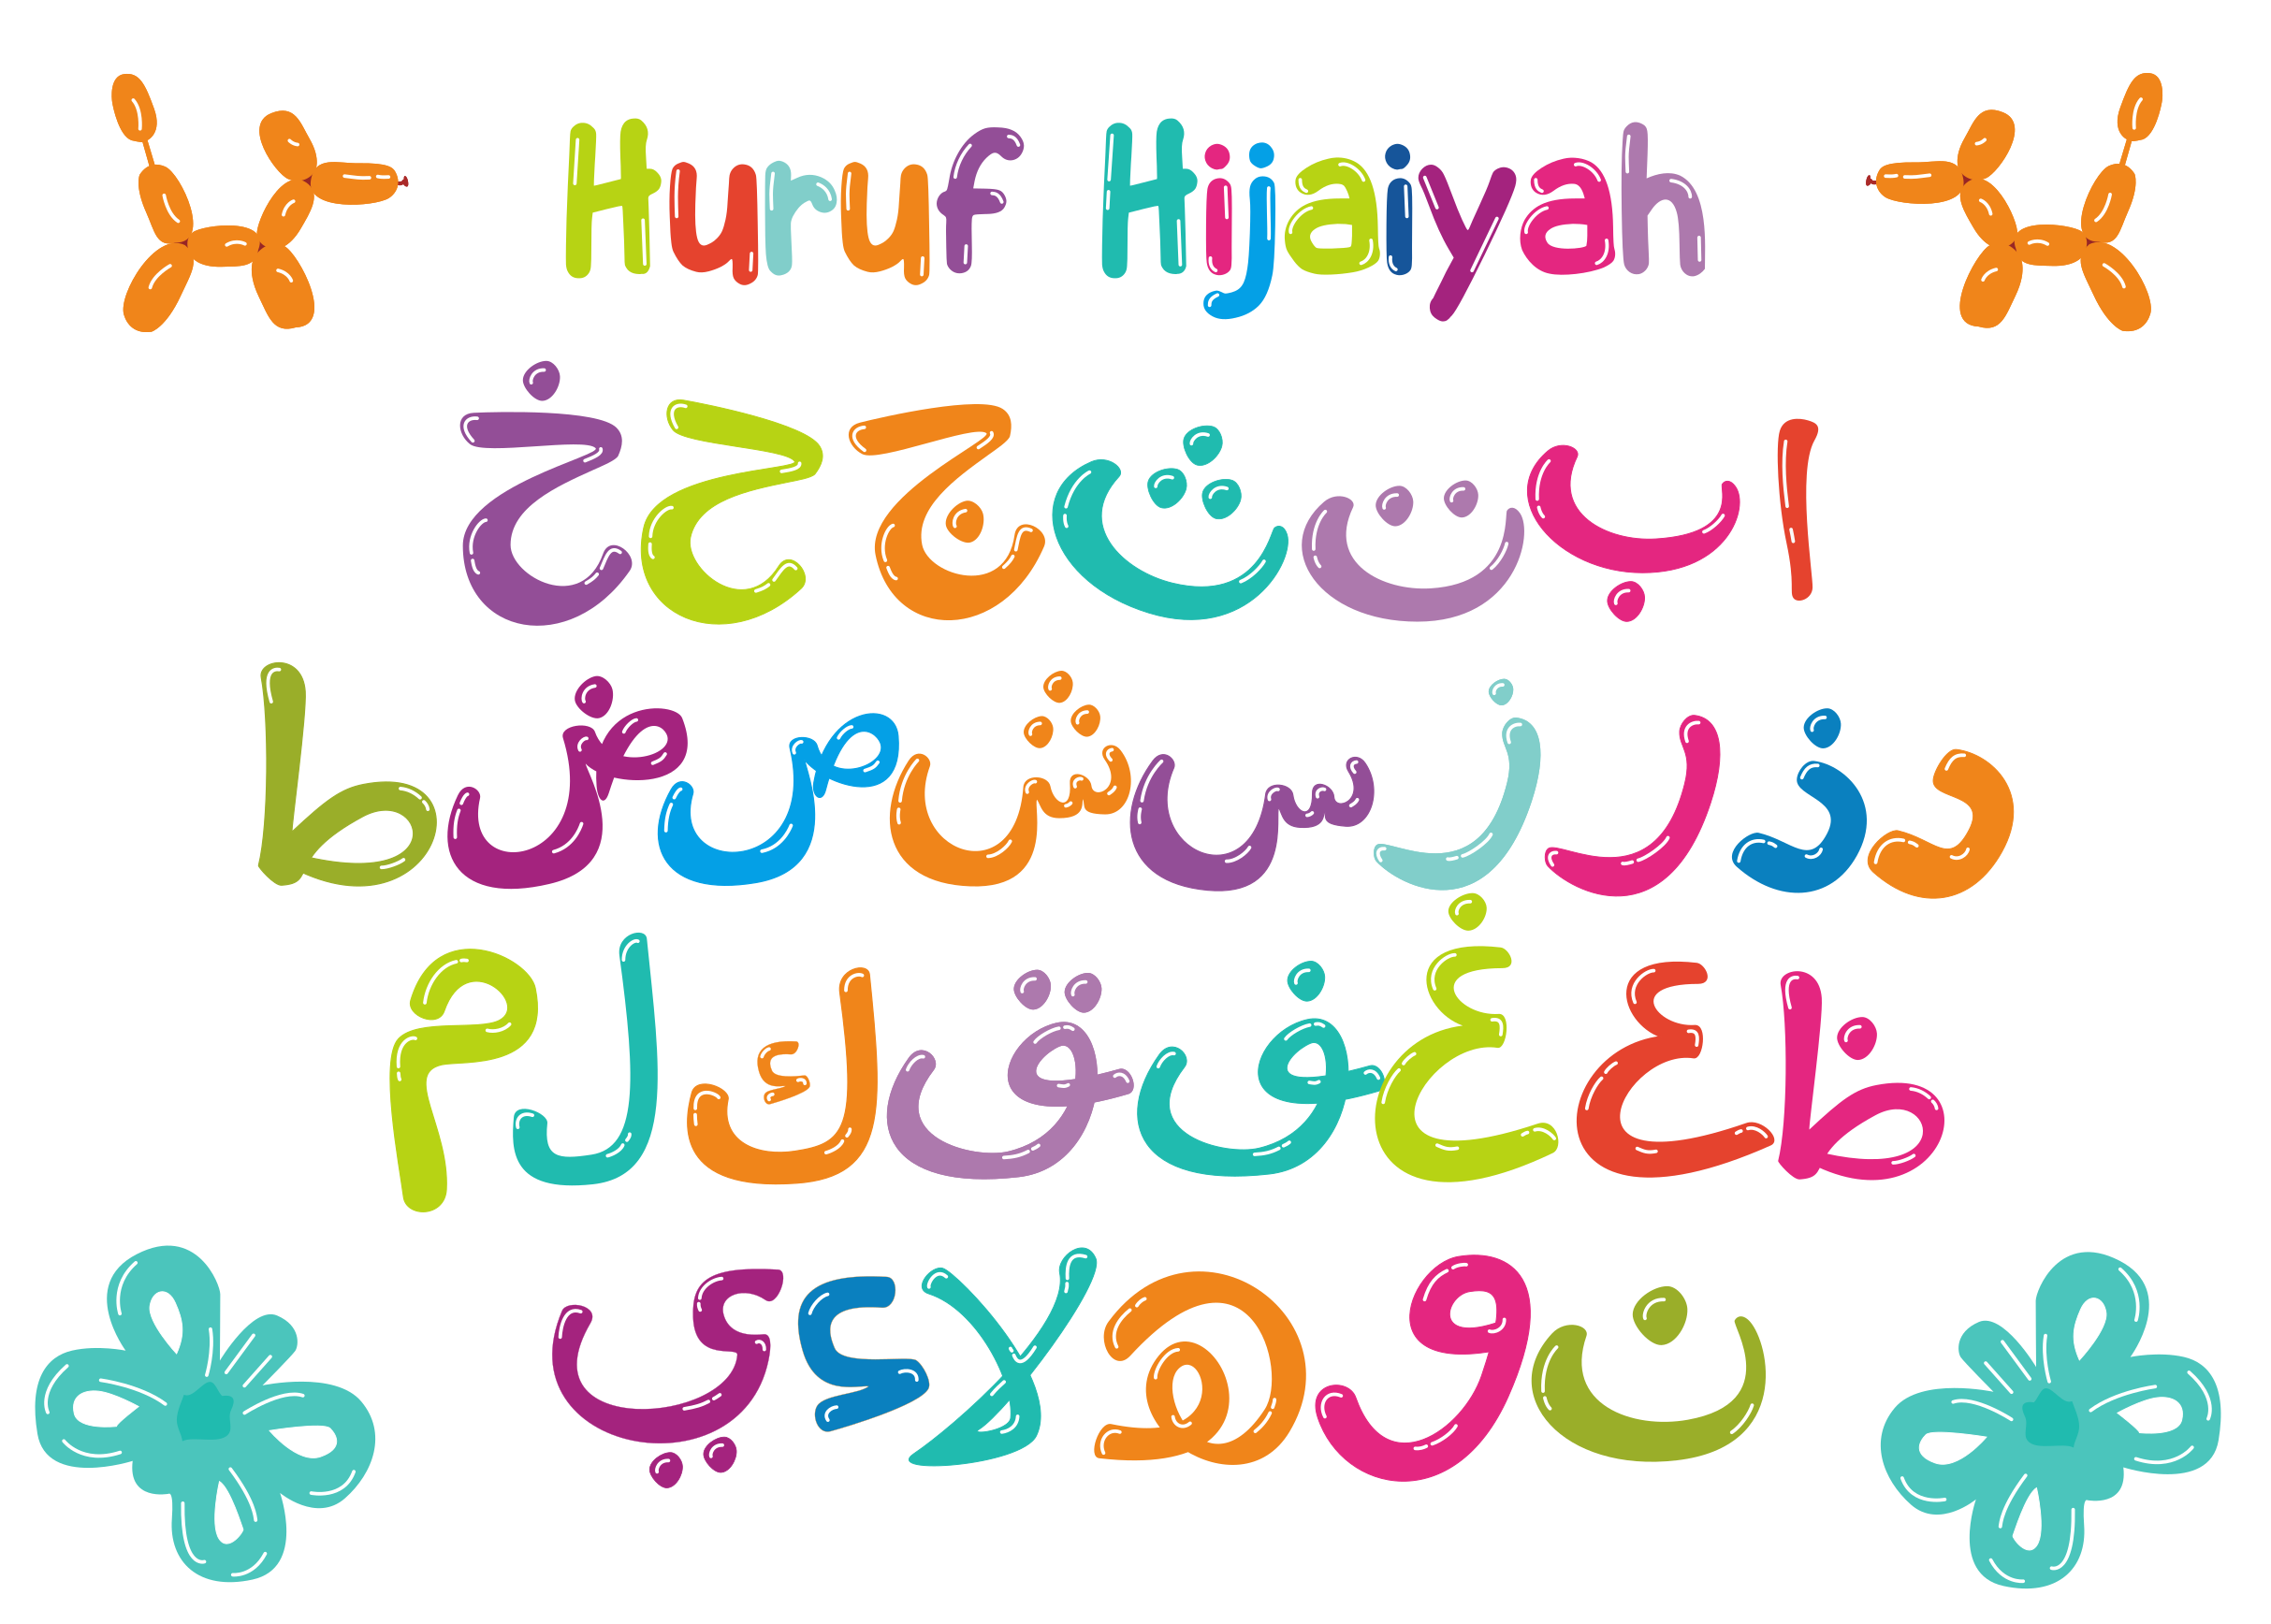 Huruf Hijaiyah
ا ب ت ث ج ح خ
د ذ ر ز س ش ص ض ط
ظ ع غ ف ق ك ل م
ن و ه لا ء ي